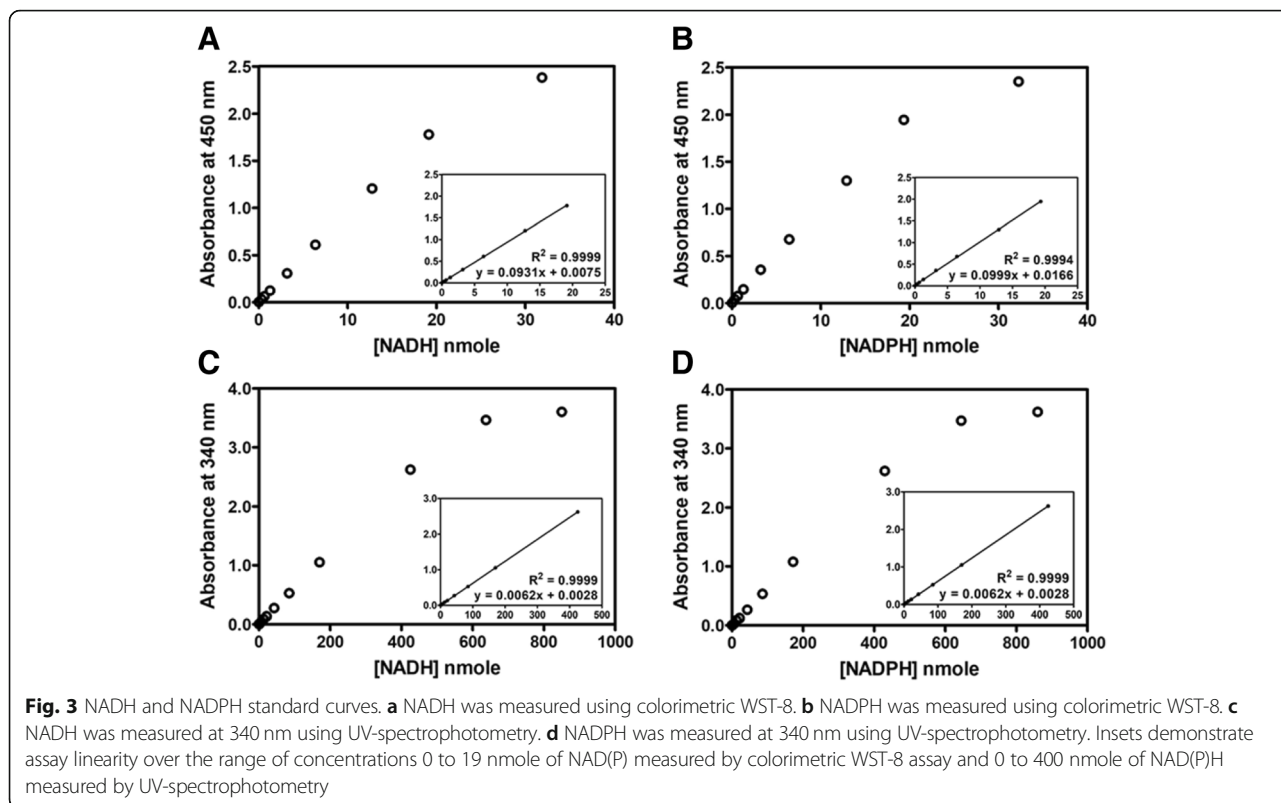 A
B
2.5
2.0
1.5
1.0
0.5
0.0
Absorbance at 450 nm
0 10 20 30 40
[NADH] nmole
2.5
2.0
1.5
1.0
0.5
0.0
0 5 10 15 20 25
R² = 0.9999
y = 0.0931x + 0.0075
2.5
2.0
1.5
1.0
0.5
0.0
Absorbance at 450 nm
0 10 20 30 40
[NADPH] nmole
2.5
2.0
1.5
1.0
0.5
0.0
0 5 10 15 20 25
R² = 0.9994
y = 0.0999x + 0.0166
C
D
4.0
3.0
2.0
1.0
0.0
Absorbance at 340 nm
0 200 400 600 800 1000
[NADH] nmole
3.0
2.0
1.0
0.0
0 100 200 300 400 500
R² = 0.9999
y = 0.0062x + 0.0028
4.0
3.0
2.0
1.0
0.0
Absorbance at 340 nm
0 200 400 600 800 1000
[NADPH] nmole
3.0
2.0
1.0
0.0
0 100 200 300 400 500
R² = 0.9999
y = 0.0062x + 0.0028
Fig. 3 NADH and NADPH standard curves. a NADH was measured using colorimetric WST-8. b NADPH was measured using colorimetric WST-8. c
NADH was measured at 340 nm using UV-spectrophotometry. d NADPH was measured at 340 nm using UV-spectrophotometry. Insets demonstrate
assay linearity over the range of concentrations 0 to 19 nmole of NAD(P) measured by colorimetric WST-8 assay and 0 to 400 nmole of NAD(P)H
measured by UV-spectrophotometry